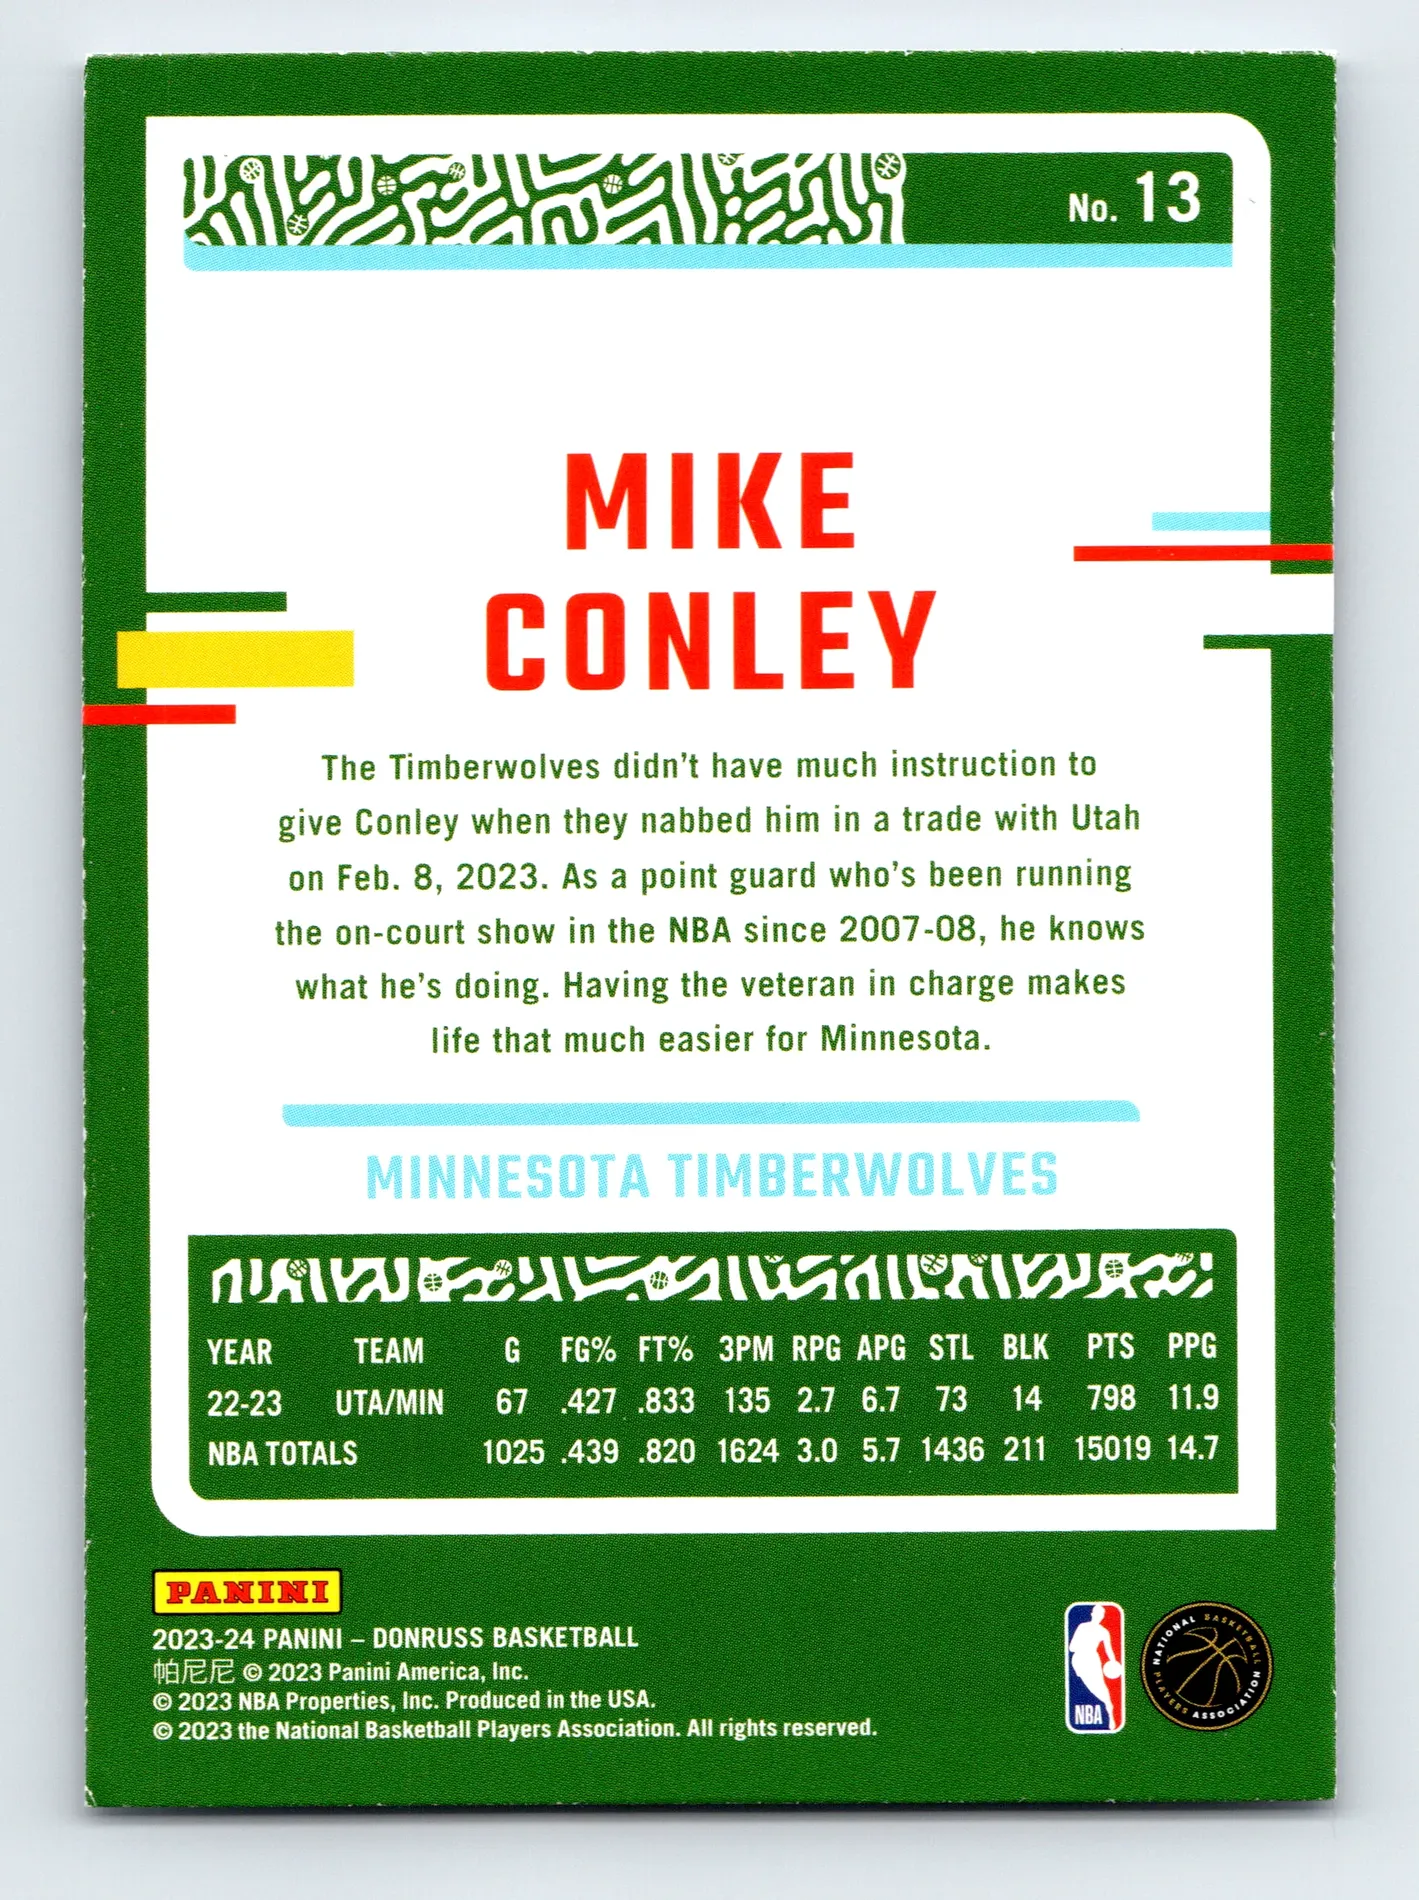 No. 13
MIKE
CONLEY
The Timberwolves didn't have much instruction to
give Conley when they nabbed him in a trade with Utah
on Feb. 8, 2023. As a point guard who's been running
the on-court show in the NBA since 2007-08, he knows
what he's doing. Having the veteran in charge makes
life that much easier for Minnesota.
MINNESOTA TIMBERWOLVES
YEAR TEAM G FG% FT% 3PM RPG APG STL BLK PTS PPG
22-23 UTA/MIN 67 .427 .833 135 2.7 6.7 73 14 798 11.9
NBA TOTALS 1025 .439 .820 1624 3.0 5.7 1436 211 15019 14.7
PANINI
2023-24 PANINI – DONRUSS BASKETBALL
帕尼尼 © 2023 Panini America, Inc.
© 2023 NBA Properties, Inc. Produced in the USA.
© 2023 the National Basketball Players Association. All rights reserved.
NBA
NATIONAL BASKETBALL PLAYERS ASSOCIATION